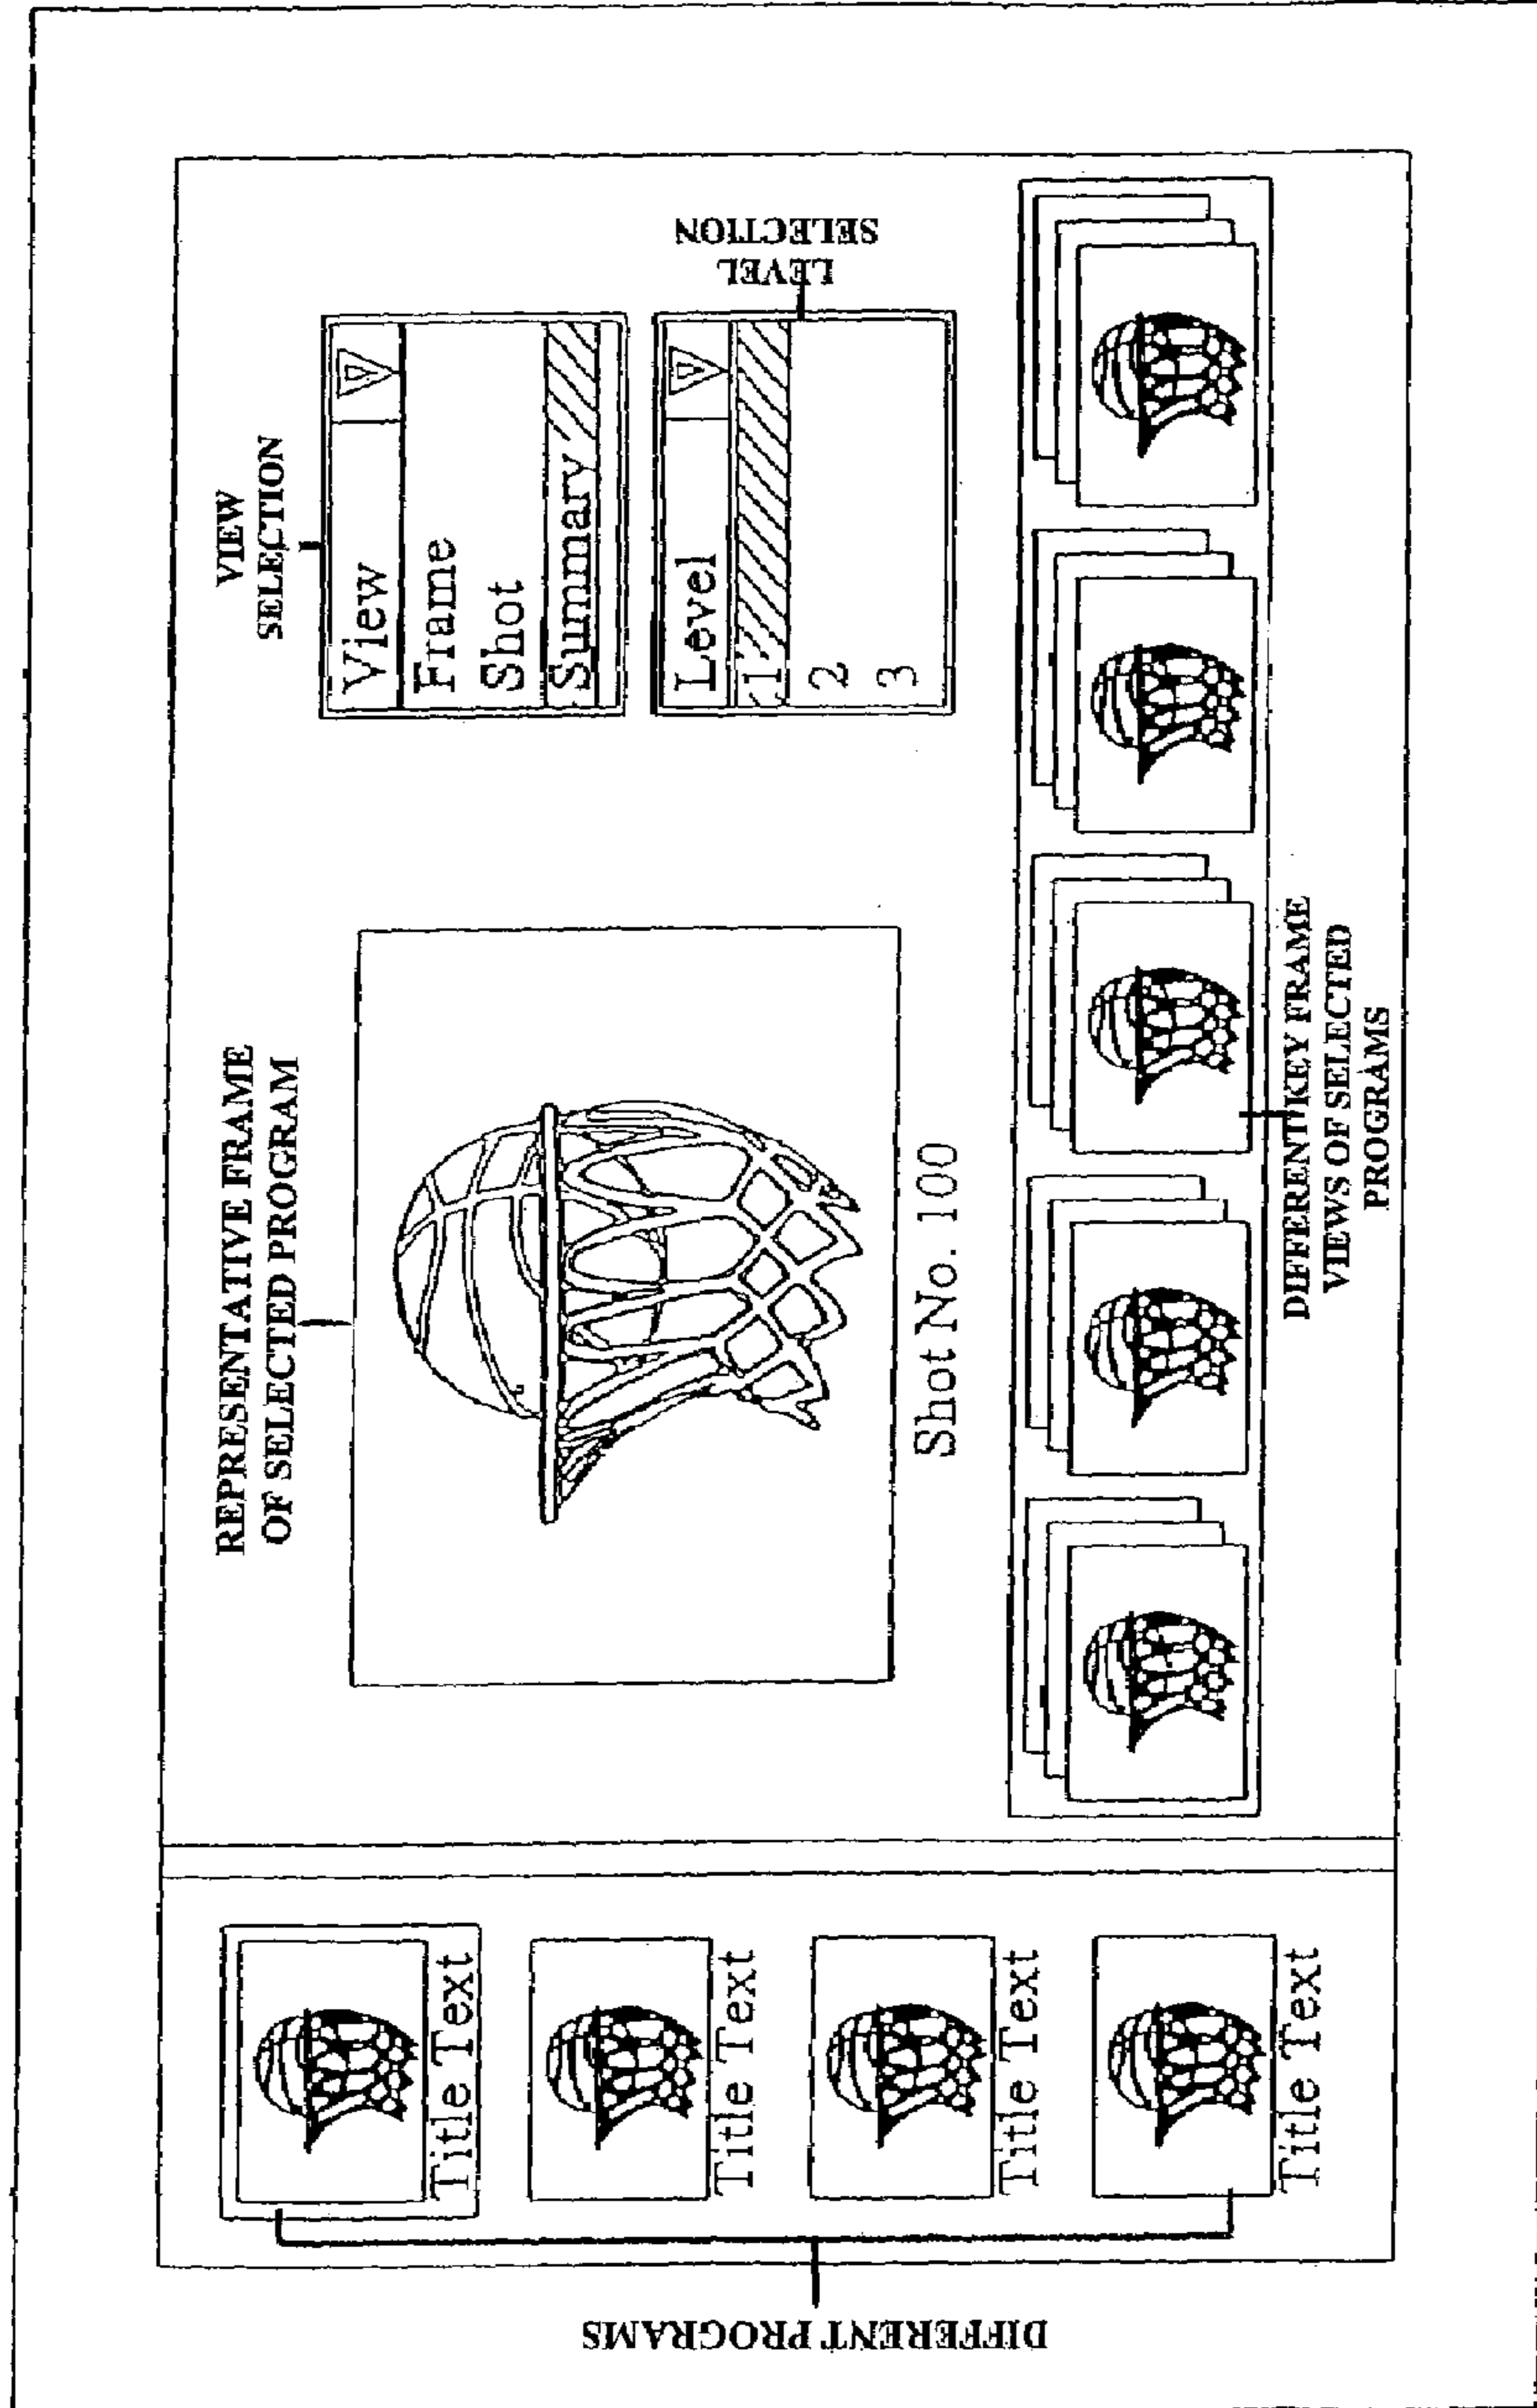 DIFFERENT PROGRAMS
Title Text
Title Text
Title Text
Title Text
REPRESENTATIVE FRAME
OF SELECTED PROGRAM
Shot No. 100
VIEW
SELECTION
View
Frame
Shot
Summary
Level
1
2
3
LEVEL
SELECTION
DIFFERENT KEY FRAME
VIEWS OF SELECTED
PROGRAMS